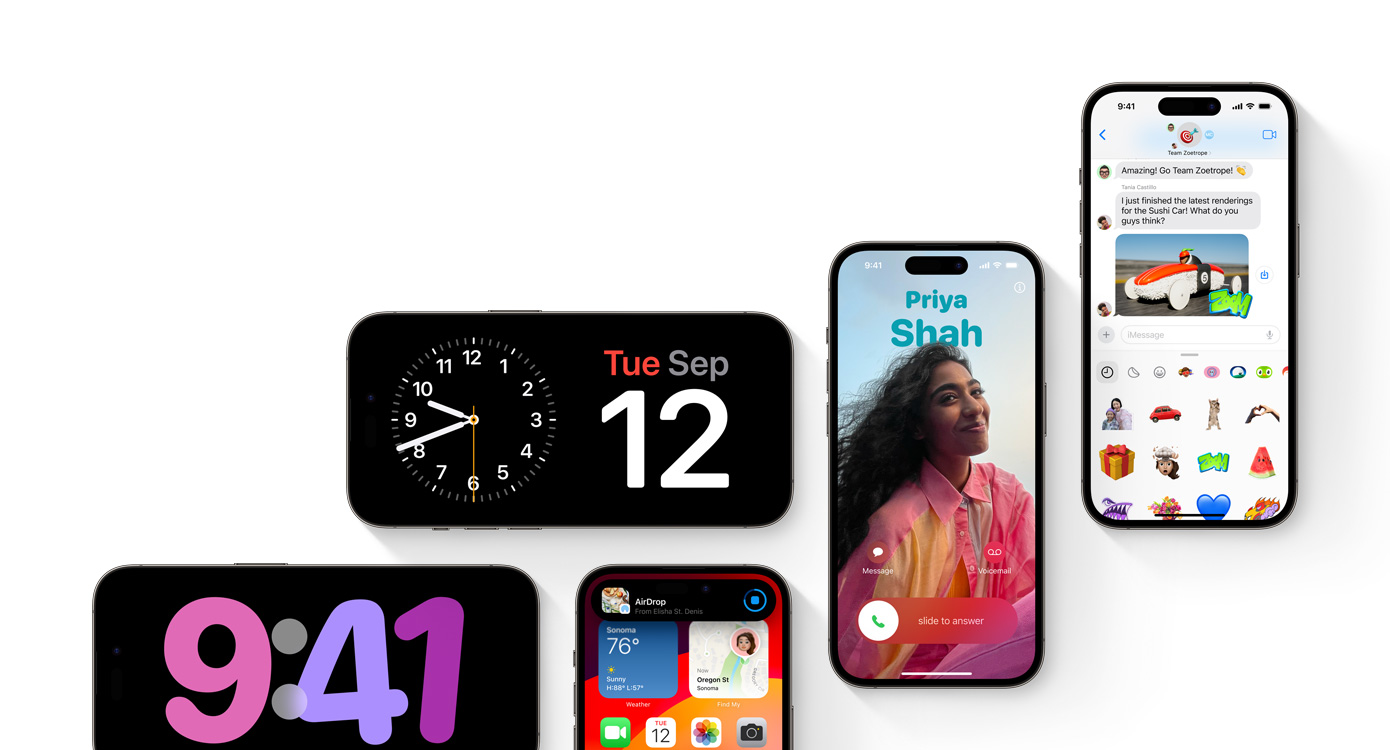 9:41
Team Zoetrope
Amazing! Go Team Zoetrope! 👏
Tania Castillo
I just finished the latest renderings
for the Sushi Car! What do you
guys think?
5
ZOOM
iMessage
ZOOM
9:41
Priya
Shah
Message
Voicemail
slide to answer
12
11
1
10
2
9
3
8
4
7
5
6
Tue Sep
12
9:41
AirDrop
From Elisha St. Denis
Sonoma
76°
Sunny
H:88° L:57°
Weather
Now
Oregon St
Sonoma
Find My
TUE
12